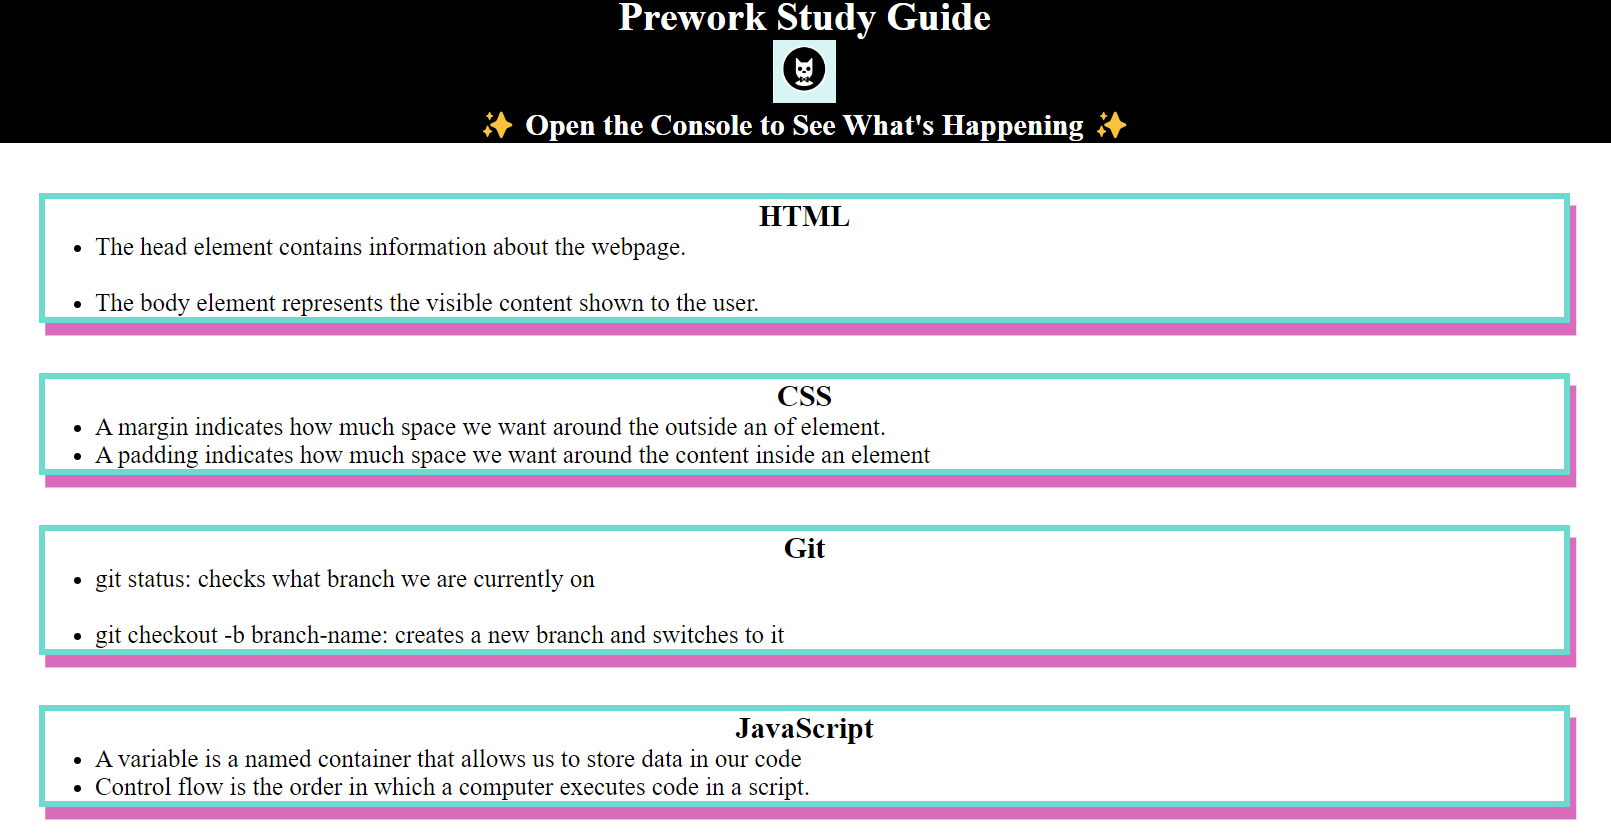 Prework Study Guide
✨ Open the Console to See What's Happening ✨
HTML
• The head element contains information about the webpage.
• The body element represents the visible content shown to the user.
CSS
• A margin indicates how much space we want around the outside an of element.
• A padding indicates how much space we want around the content inside an element
Git
• git status: checks what branch we are currently on
• git checkout -b branch-name: creates a new branch and switches to it
JavaScript
• A variable is a named container that allows us to store data in our code
• Control flow is the order in which a computer executes code in a script.